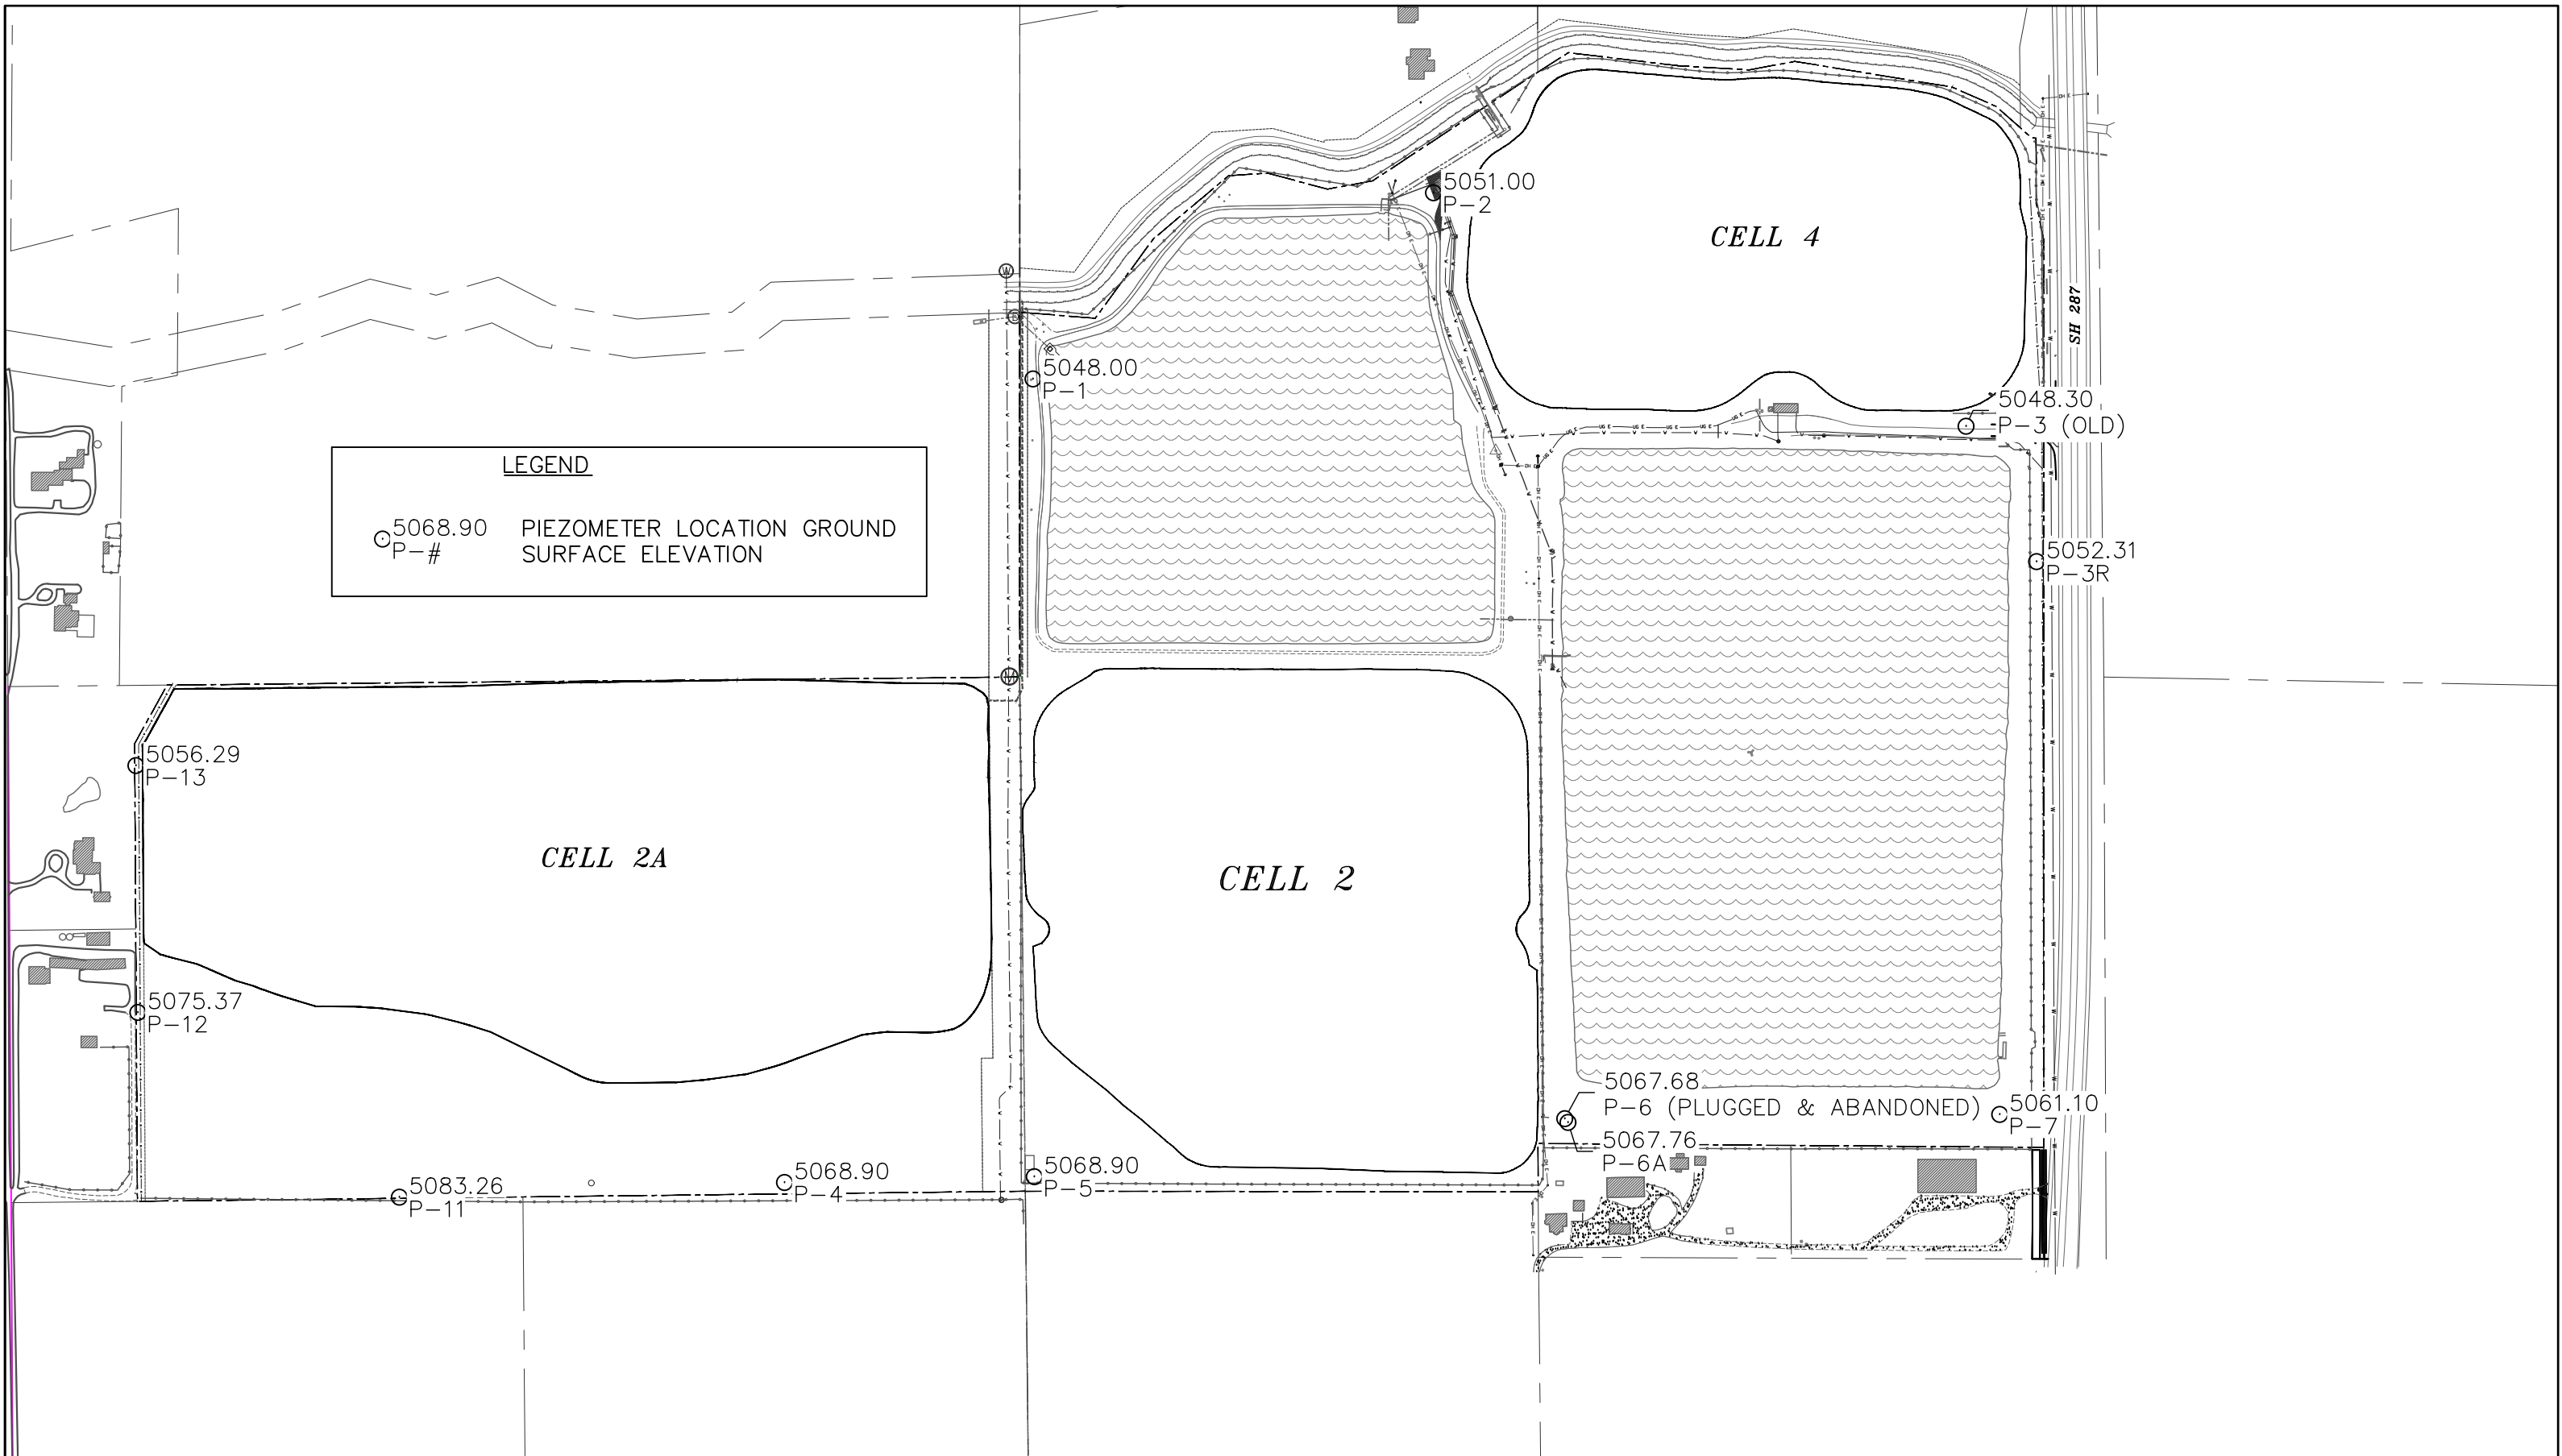 5051.00
P-2
CELL 4
SH 287
5048.00
P-1
5048.30
P-3 (OLD)
LEGEND
5068.90 PIEZOMETER LOCATION GROUND
P-# SURFACE ELEVATION
5052.31
P-3R
5056.29
P-13
CELL 2A
CELL 2
5075.37
P-12
5067.68
P-6 (PLUGGED & ABANDONED)
5061.10
P-7
5067.76
P-6A
5068.90
P-5
5068.90
P-4
5083.26
P-11